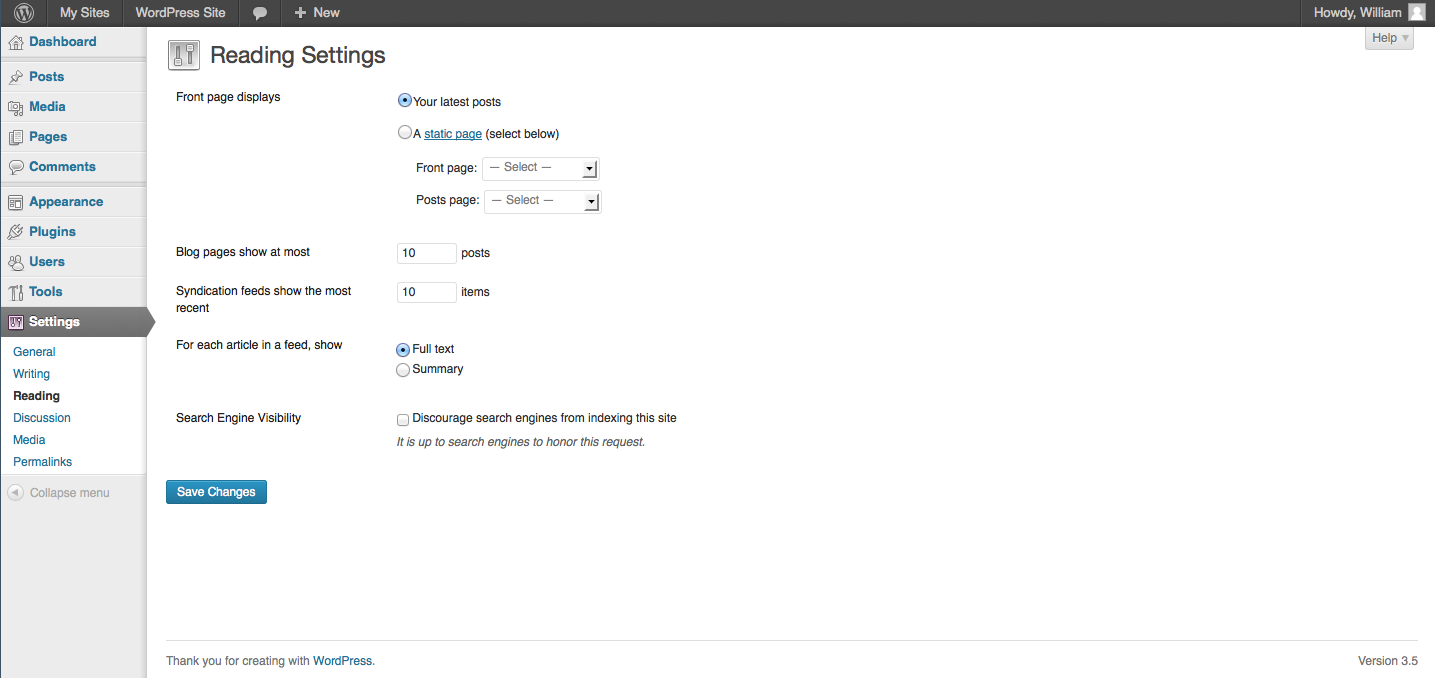 My Sites WordPress Site + New Howdy, William
Help
Dashboard
Posts
Media
Pages
Comments
Appearance
Plugins
Users
Tools
Settings
General
Writing
Reading
Discussion
Media
Permalinks
Collapse menu
Reading Settings
Front page displays
Your latest posts
A static page (select below)
Front page: — Select —
Posts page: — Select —
Blog pages show at most 10 posts
Syndication feeds show the most
recent
10 items
For each article in a feed, show
Full text
Summary
Search Engine Visibility
Discourage search engines from indexing this site
It is up to search engines to honor this request.
Save Changes
Thank you for creating with WordPress. Version 3.5